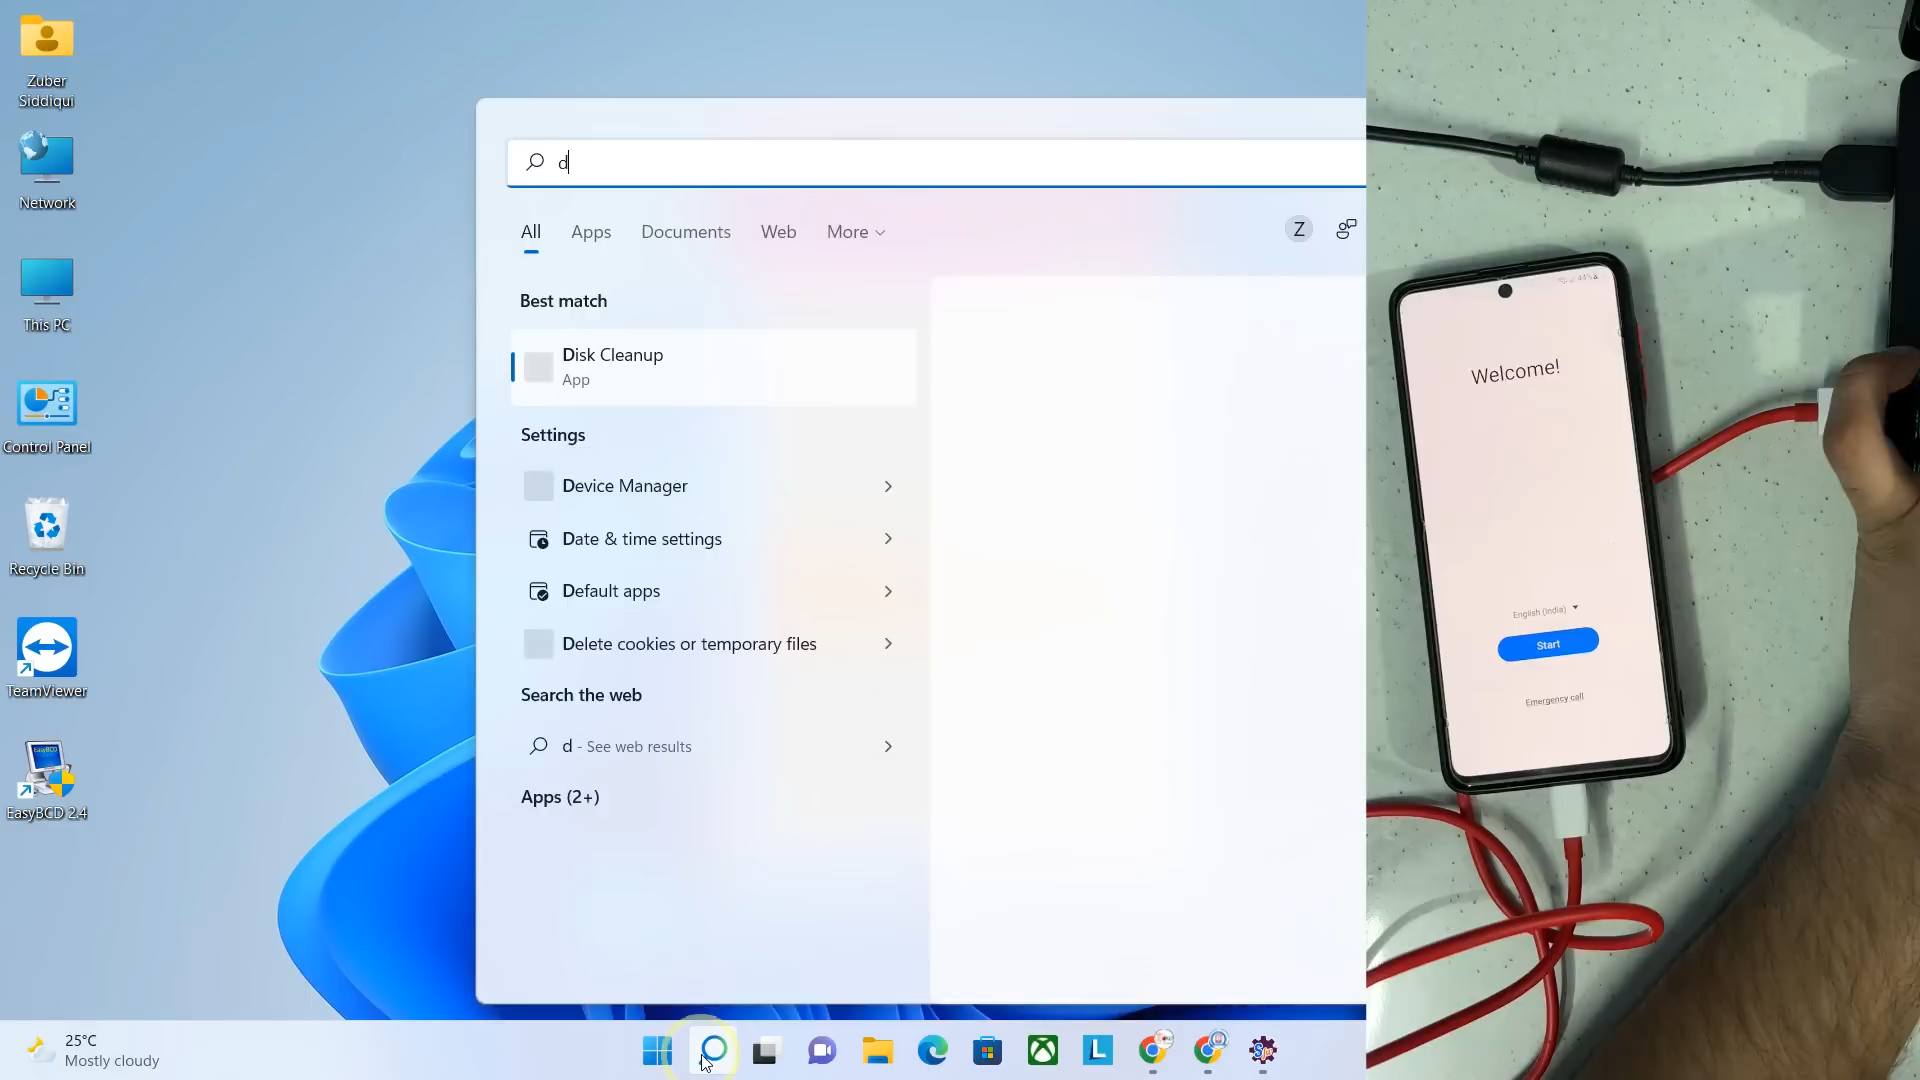 Zuber
Siddiqui
Network
This PC
Control Panel
Recycle Bin
TeamViewer
EasyBCD
EasyBCD 2.4
d
All
Apps
Documents
Web
More
Z
Best match
Disk Cleanup
App
Settings
Device Manager
Date & time settings
Default apps
Delete cookies or temporary files
Search the web
d - See web results
Apps (2+)
25°C
Mostly cloudy
L
44%
Welcome!
English (India)
Start
Emergency call